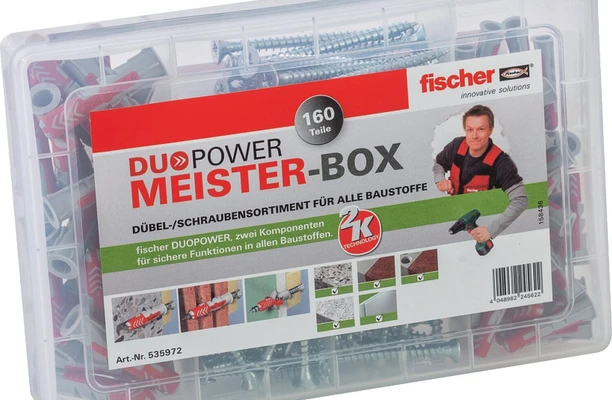 fischer
innovative solutions
160
Teile
DUOPOWER
MEISTER-BOX
DÜBEL-/SCHRAUBENSORTIMENT FÜR ALLE BAUSTOFFE
fischer DUOPOWER, zwei Komponenten
für sichere Funktionen in allen Baustoffen.
2K
TECHNOLOGY
158436
4 048962 245622
Art.-Nr. 535972